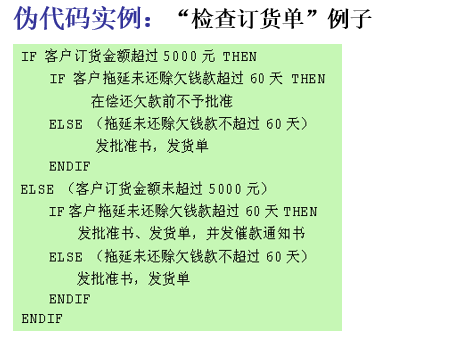 伪代码实例：“检查订货单”例子
IF 客户订货金额超过 5000 元 THEN
IF 客户拖延未还赊欠钱款超过 60 天 THEN
在偿还欠款前不予批准
ELSE （拖延未还赊欠钱款不超过 60 天）
发批准书，发货单
ENDIF
ELSE （客户订货金额未超过 5000 元）
IF 客户拖延未还赊欠钱款超过 60 天 THEN
发批准书、发货单，并发催款通知书
ELSE （拖延未还赊欠钱款不超过 60 天）
发批准书，发货单
ENDIF
ENDIF